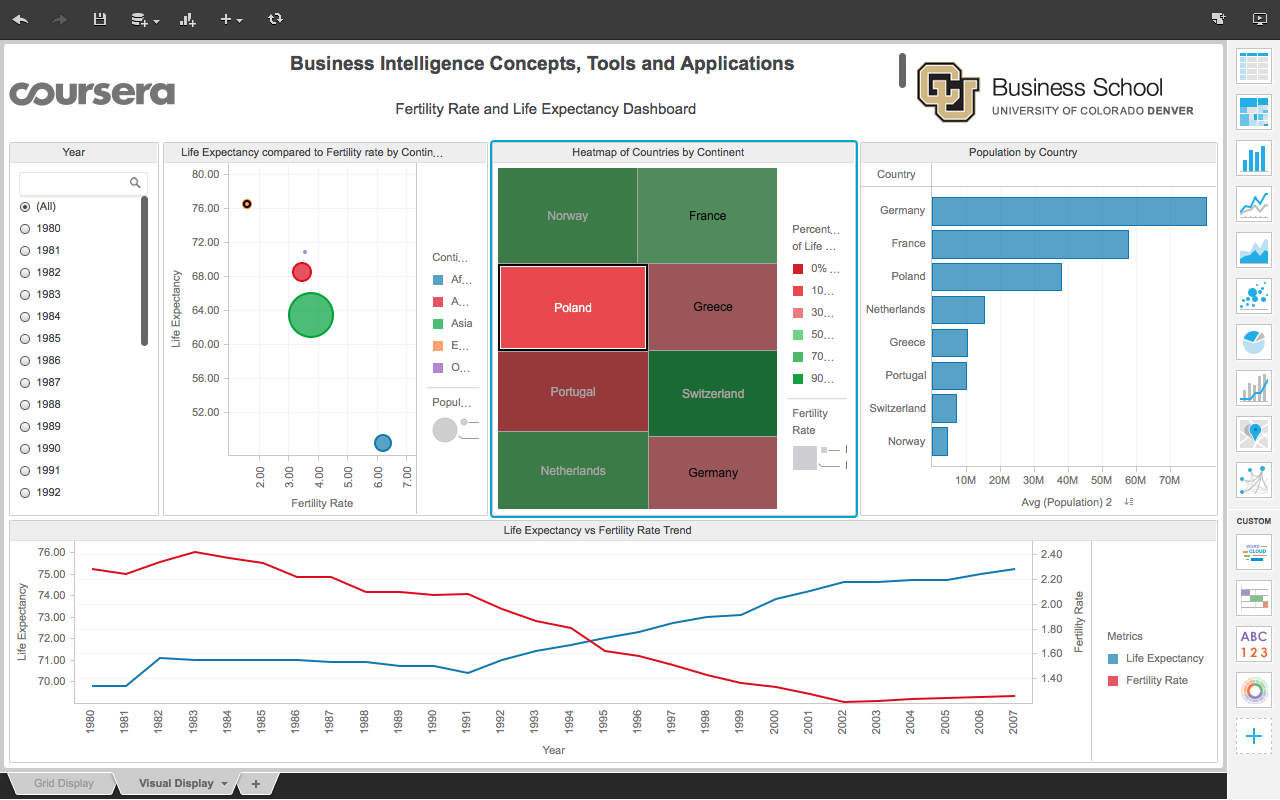 Business Intelligence Concepts, Tools and Applications
coursera
Fertility Rate and Life Expectancy Dashboard
CU
Business School
UNIVERSITY OF COLORADO DENVER
Year
(All)
1980
1981
1982
1983
1984
1985
1986
1987
1988
1989
1990
1991
1992
Life Expectancy compared to Fertility rate by Contin...
Life Expectancy
80.00
76.00
72.00
68.00
64.00
60.00
56.00
52.00
2.00
3.00
4.00
5.00
6.00
7.00
Fertility Rate
Conti...
Af...
A...
Asia
E...
O...
Popul...
Heatmap of Countries by Continent
Norway
France
Poland
Greece
Portugal
Switzerland
Netherlands
Germany
Percent...
of Life ...
0% ...
10...
30...
50...
70...
90...
Fertility
Rate
Population by Country
Country
Germany
France
Poland
Netherlands
Greece
Portugal
Switzerland
Norway
10M
20M
30M
40M
50M
60M
70M
Avg (Population) 2
CUSTOM
WORD
CLOUD
ABC
123
Life Expectancy vs Fertility Rate Trend
Life Expectancy
76.00
75.00
74.00
73.00
72.00
71.00
70.00
2.40
2.20
2.00
1.80
1.60
1.40
Fertility Rate
1980
1981
1982
1983
1984
1985
1986
1987
1988
1989
1990
1991
1992
1993
1994
1995
1996
1997
1998
1999
2000
2001
2002
2003
2004
2005
2006
2007
Year
Metrics
Life Expectancy
Fertility Rate
Grid Display
Visual Display